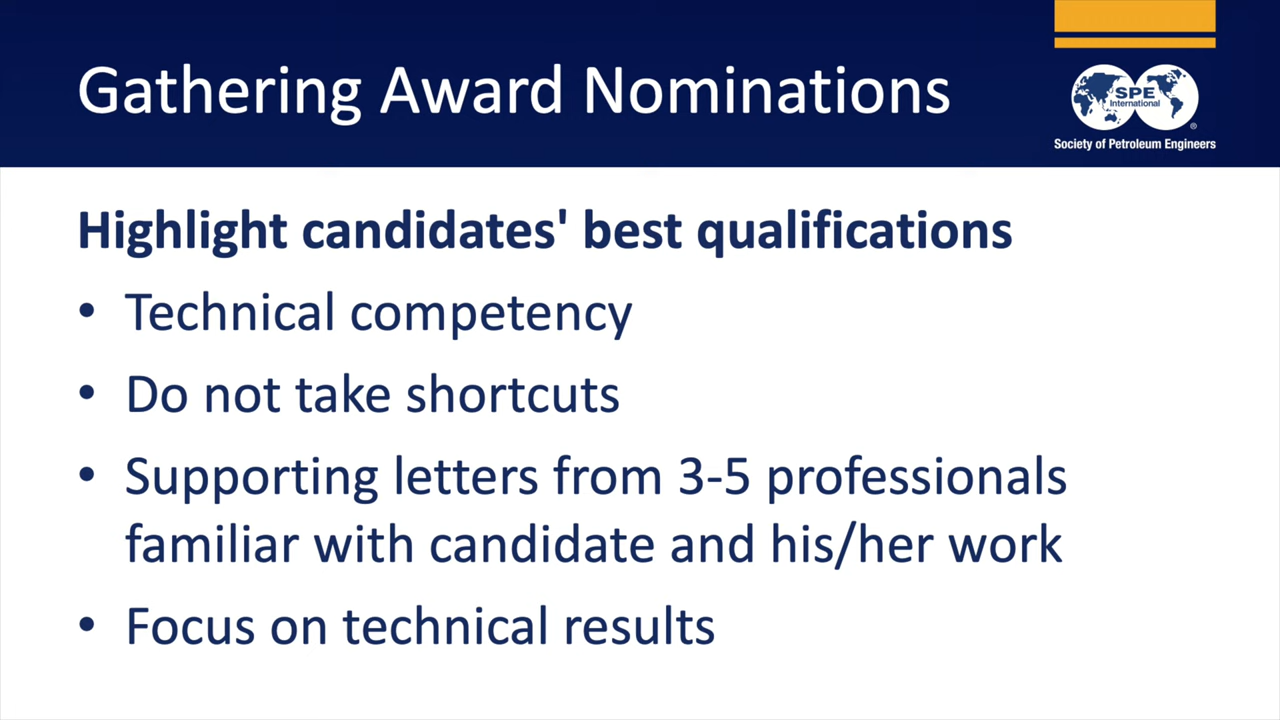 Gathering Award Nominations
SPE
International
®
Society of Petroleum Engineers
Highlight candidates' best qualifications
• Technical competency
• Do not take shortcuts
• Supporting letters from 3-5 professionals
familiar with candidate and his/her work
• Focus on technical results